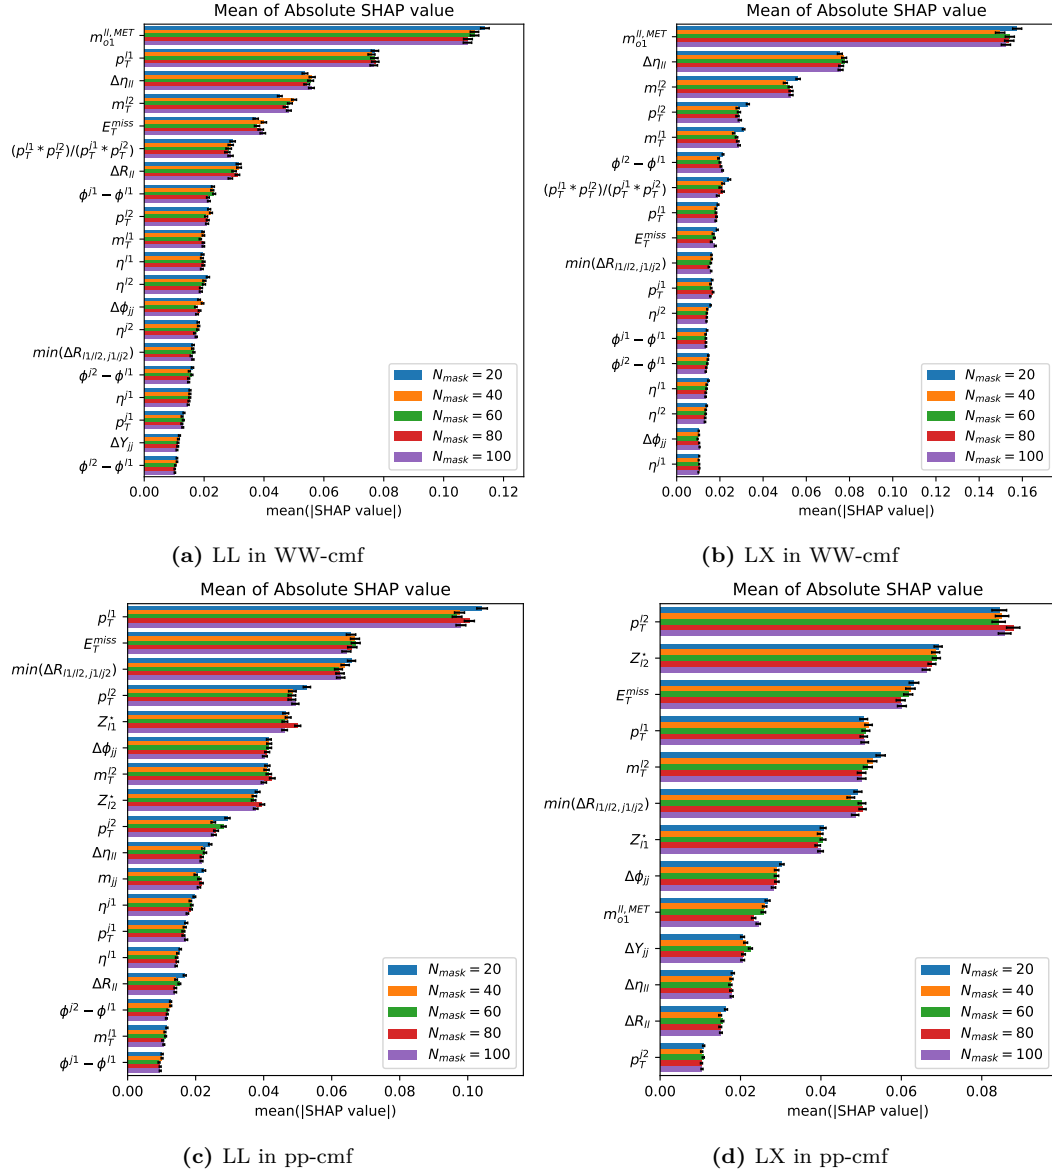 Mean of Absolute SHAP value
m_{o1}^{ll,MET}
p_T^{l1}
Δη_{ll}
m_T^{l2}
E_T^{miss}
(p_T^{l1} * p_T^{l2})/(p_T^{j1} * p_T^{j2})
ΔR_{ll}
ϕ^{j1} − ϕ^{l1}
p_T^{l2}
m_T^{l1}
η^{l1}
η^{l2}
Δϕ_{jj}
η^{j2}
min(ΔR_{l1/l2, j1/j2})
ϕ^{j2} − ϕ^{l1}
η^{j1}
p_T^{j1}
ΔY_{jj}
ϕ^{l2} − ϕ^{l1}
N_{mask} = 20
N_{mask} = 40
N_{mask} = 60
N_{mask} = 80
N_{mask} = 100
0.00 0.02 0.04 0.06 0.08 0.10 0.12
mean(|SHAP value|)
(a) LL in WW-cmf
Mean of Absolute SHAP value
m_{o1}^{ll,MET}
Δη_{ll}
m_T^{l2}
p_T^{l2}
m_T^{l1}
ϕ^{l2} − ϕ^{l1}
(p_T^{l1} * p_T^{l2})/(p_T^{j1} * p_T^{j2})
p_T^{l1}
E_T^{miss}
min(ΔR_{l1/l2, j1/j2})
p_T^{j1}
η^{j2}
ϕ^{j1} − ϕ^{l1}
ϕ^{j2} − ϕ^{l1}
η^{l1}
η^{l2}
Δϕ_{jj}
η^{j1}
N_{mask} = 20
N_{mask} = 40
N_{mask} = 60
N_{mask} = 80
N_{mask} = 100
0.00 0.02 0.04 0.06 0.08 0.10 0.12 0.14 0.16
mean(|SHAP value|)
(b) LX in WW-cmf
Mean of Absolute SHAP value
p_T^{l1}
E_T^{miss}
min(ΔR_{l1/l2, j1/j2})
p_T^{l2}
Z_{l1}^{⋆}
Δϕ_{jj}
m_T^{l2}
Z_{l2}^{⋆}
p_T^{j2}
Δη_{ll}
m_{jj}
η^{j1}
p_T^{j1}
η^{l1}
ΔR_{ll}
ϕ^{j2} − ϕ^{l1}
m_T^{l1}
ϕ^{j1} − ϕ^{l1}
N_{mask} = 20
N_{mask} = 40
N_{mask} = 60
N_{mask} = 80
N_{mask} = 100
0.00 0.02 0.04 0.06 0.08 0.10
mean(|SHAP value|)
(c) LL in pp-cmf
Mean of Absolute SHAP value
p_T^{l2}
Z_{l2}^{⋆}
E_T^{miss}
p_T^{l1}
m_T^{l2}
min(ΔR_{l1/l2, j1/j2})
Z_{l1}^{⋆}
Δϕ_{jj}
m_{o1}^{ll,MET}
ΔY_{jj}
Δη_{ll}
ΔR_{ll}
p_T^{j2}
N_{mask} = 20
N_{mask} = 40
N_{mask} = 60
N_{mask} = 80
N_{mask} = 100
0.00 0.02 0.04 0.06 0.08
mean(|SHAP value|)
(d) LX in pp-cmf